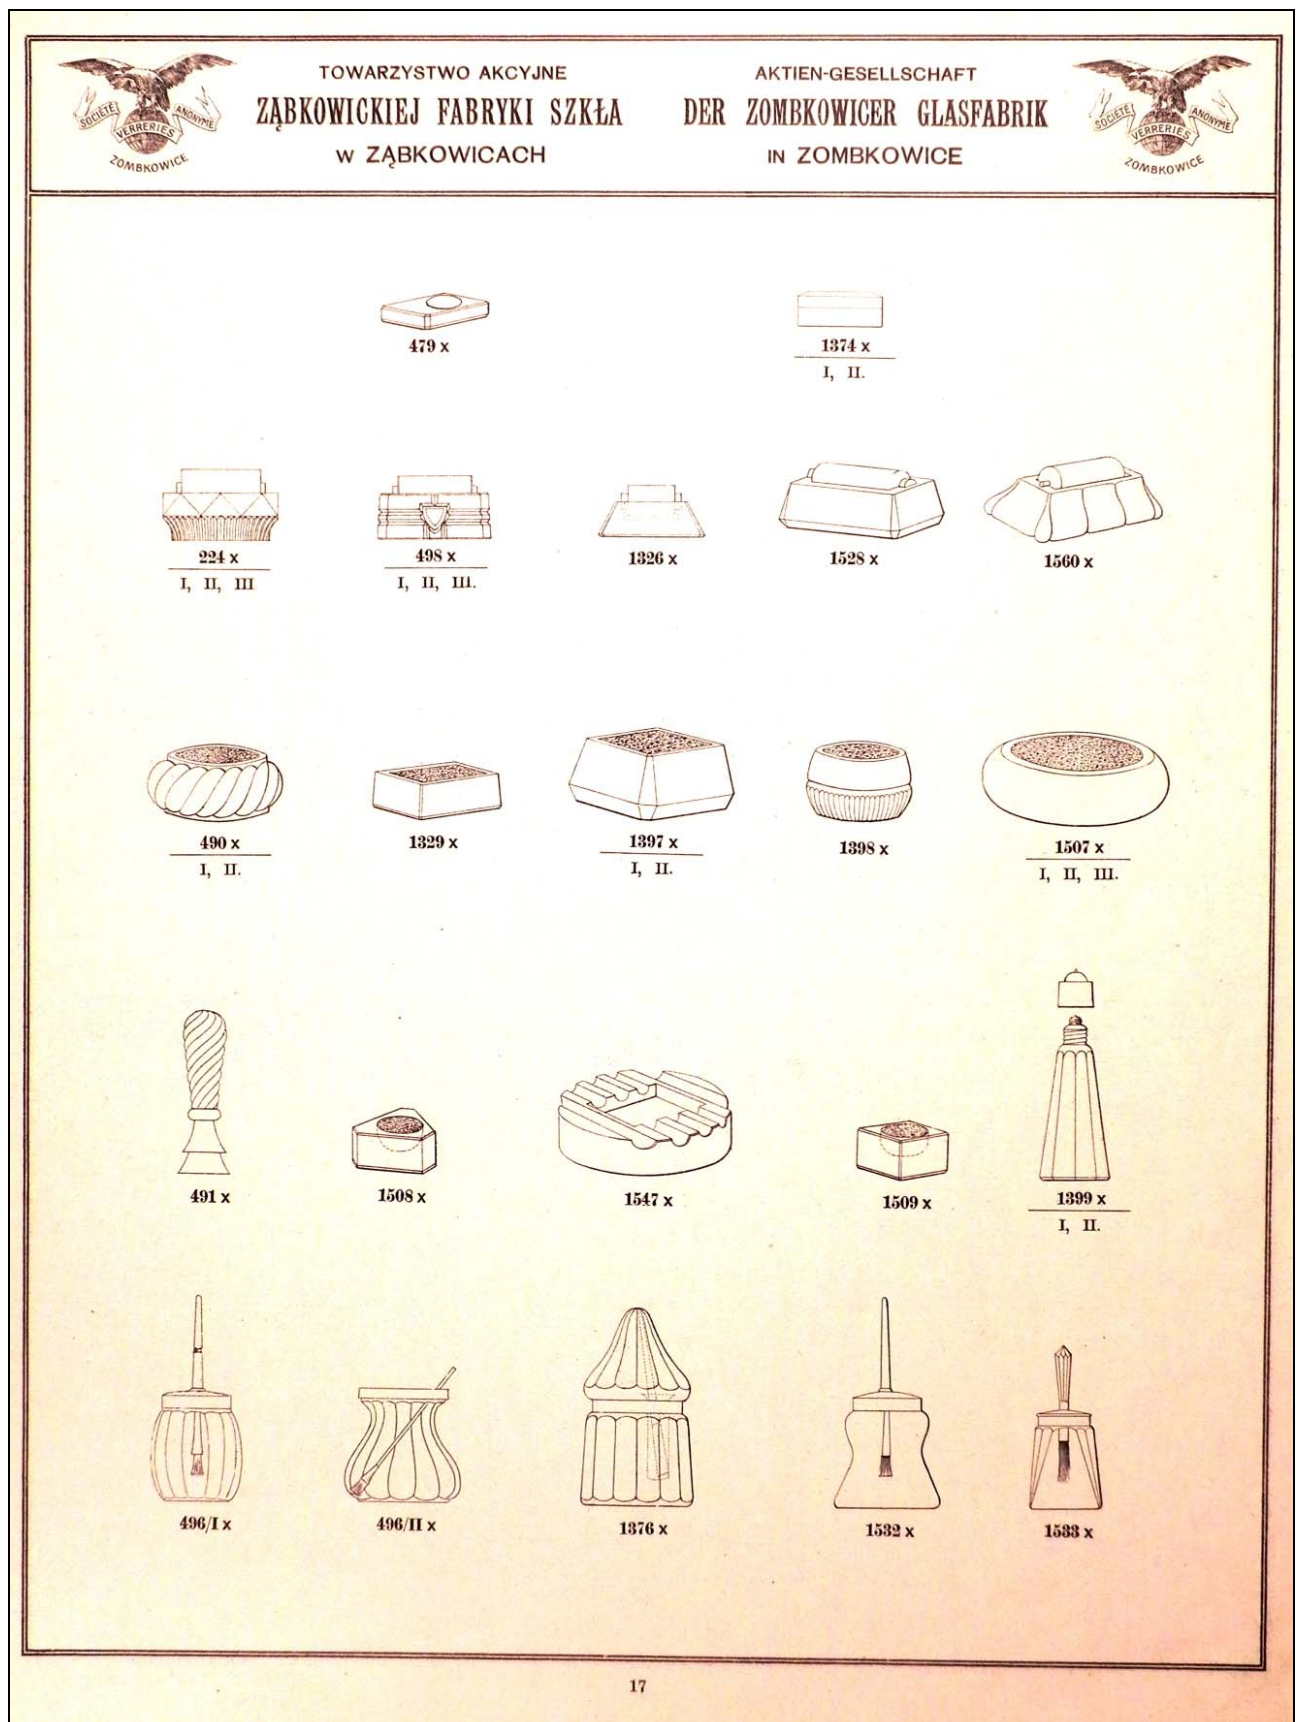 SOCIÉTÉ ANONYME
VERRERIES
ZOMBKOWICE
TOWARZYSTWO AKCYJNE
ZĄBKOWICKIEJ FABRYKI SZKŁA
W ZĄBKOWICACH
AKTIEN-GESELLSCHAFT
DER ZOMBKOWICER GLASFABRIK
IN ZOMBKOWICE
SOCIÉTÉ ANONYME
VERRERIES
ZOMBKOWICE
479 x
1374 x
I, II.
224 x
I, II, III
498 x
I, II, III.
1326 x
1528 x
1560 x
490 x
I, II.
1329 x
1397 x
I, II.
1398 x
1507 x
I, II, III.
491 x
1508 x
1547 x
1509 x
1399 x
I, II.
496/I x
496/II x
1376 x
1532 x
1533 x
17